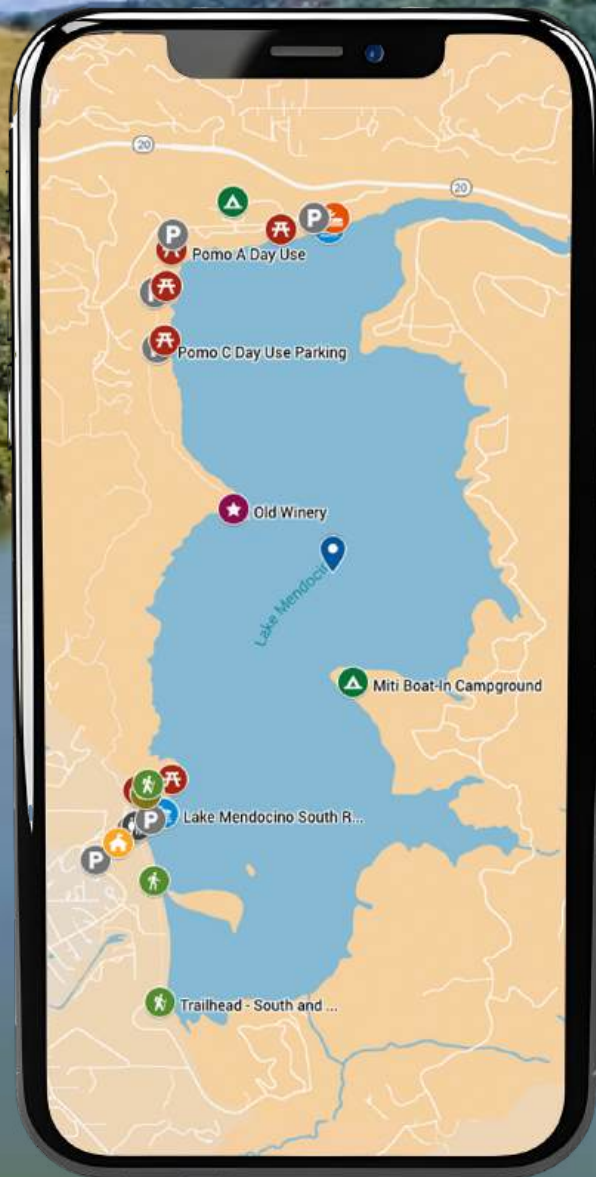 20
20
Pomo A Day Use
Pomo C Day Use Parking
Old Winery
Lake Mendocin
Miti Boat-In Campground
Lake Mendocino South R...
Trailhead - South and ...
P
P
P
P